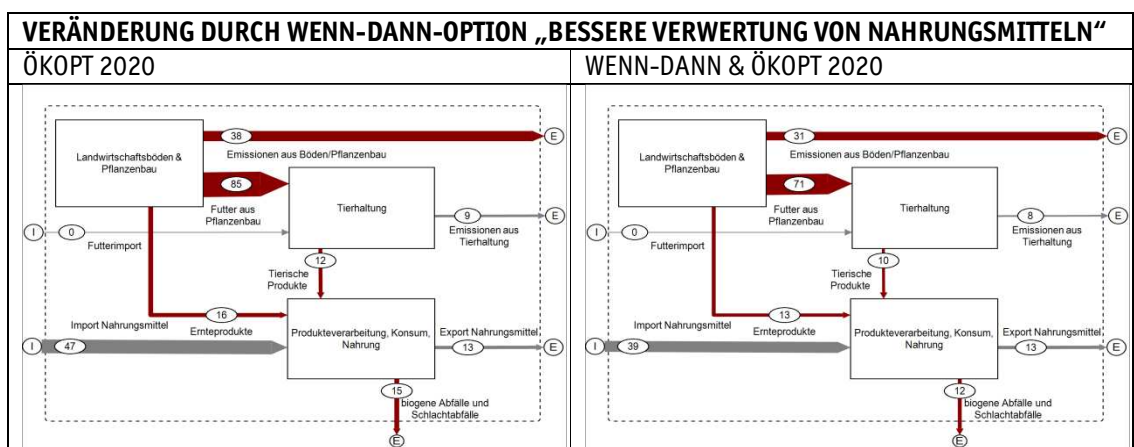 VERÄNDERUNG DURCH WENN-DANN-OPTION „BESSERE VERWERTUNG VON NAHRUNGSMITTELN“
ÖKOPT 2020
WENN-DANN & ÖKOPT 2020
Landwirtschaftsböden &
Pflanzenbau
38
E
Emissionen aus Böden/Pflanzenbau
85
Futter aus
Pflanzenbau
Tierhaltung
9
E
Emissionen aus
Tierhaltung
I
0
Futterimport
12
Tierische
Produkte
16
Import Nahrungsmittel
Ernteprodukte
I
47
Produkteverarbeitung, Konsum,
Nahrung
Export Nahrungsmittel
13
E
15
biogene Abfälle und
Schlachtabfälle
E
Landwirtschaftsböden &
Pflanzenbau
31
E
Emissionen aus Böden/Pflanzenbau
71
Futter aus
Pflanzenbau
Tierhaltung
8
E
Emissionen aus
Tierhaltung
I
0
Futterimport
10
Tierische
Produkte
13
Import Nahrungsmittel
Ernteprodukte
I
39
Produkteverarbeitung, Konsum,
Nahrung
Export Nahrungsmittel
13
E
12
biogene Abfälle und
Schlachtabfälle
E